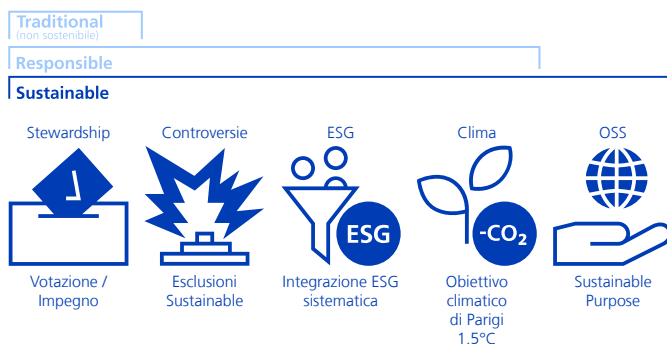 Traditional
(non sostenibile)
Responsible
Sustainable
Stewardship
Controversie
ESG
Clima
OSS
ESG
-CO₂
Votazione /
Impegno
Esclusioni
Sustainable
Integrazione ESG
sistematica
Obiettivo
climatico
di Parigi
1.5°C
Sustainable
Purpose